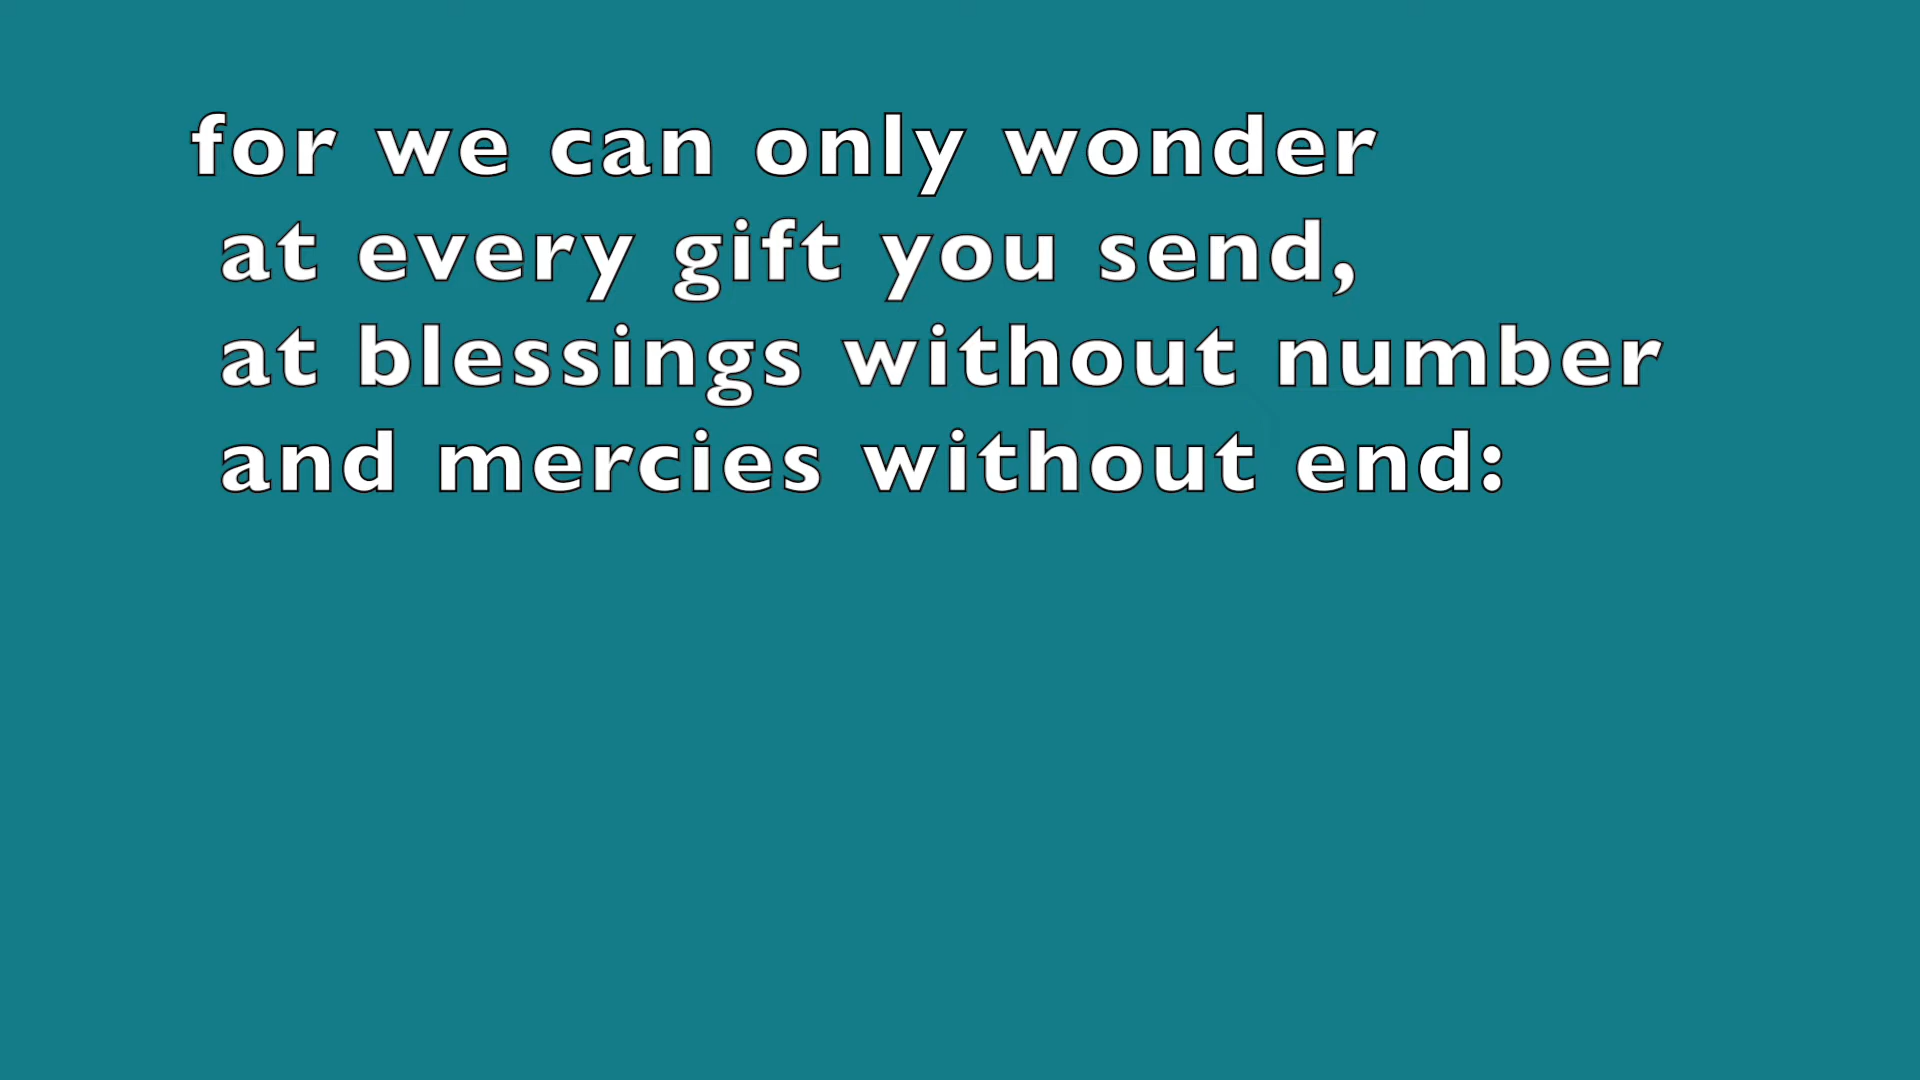 for we can only wonder
at every gift you send,
at blessings without number
and mercies without end: